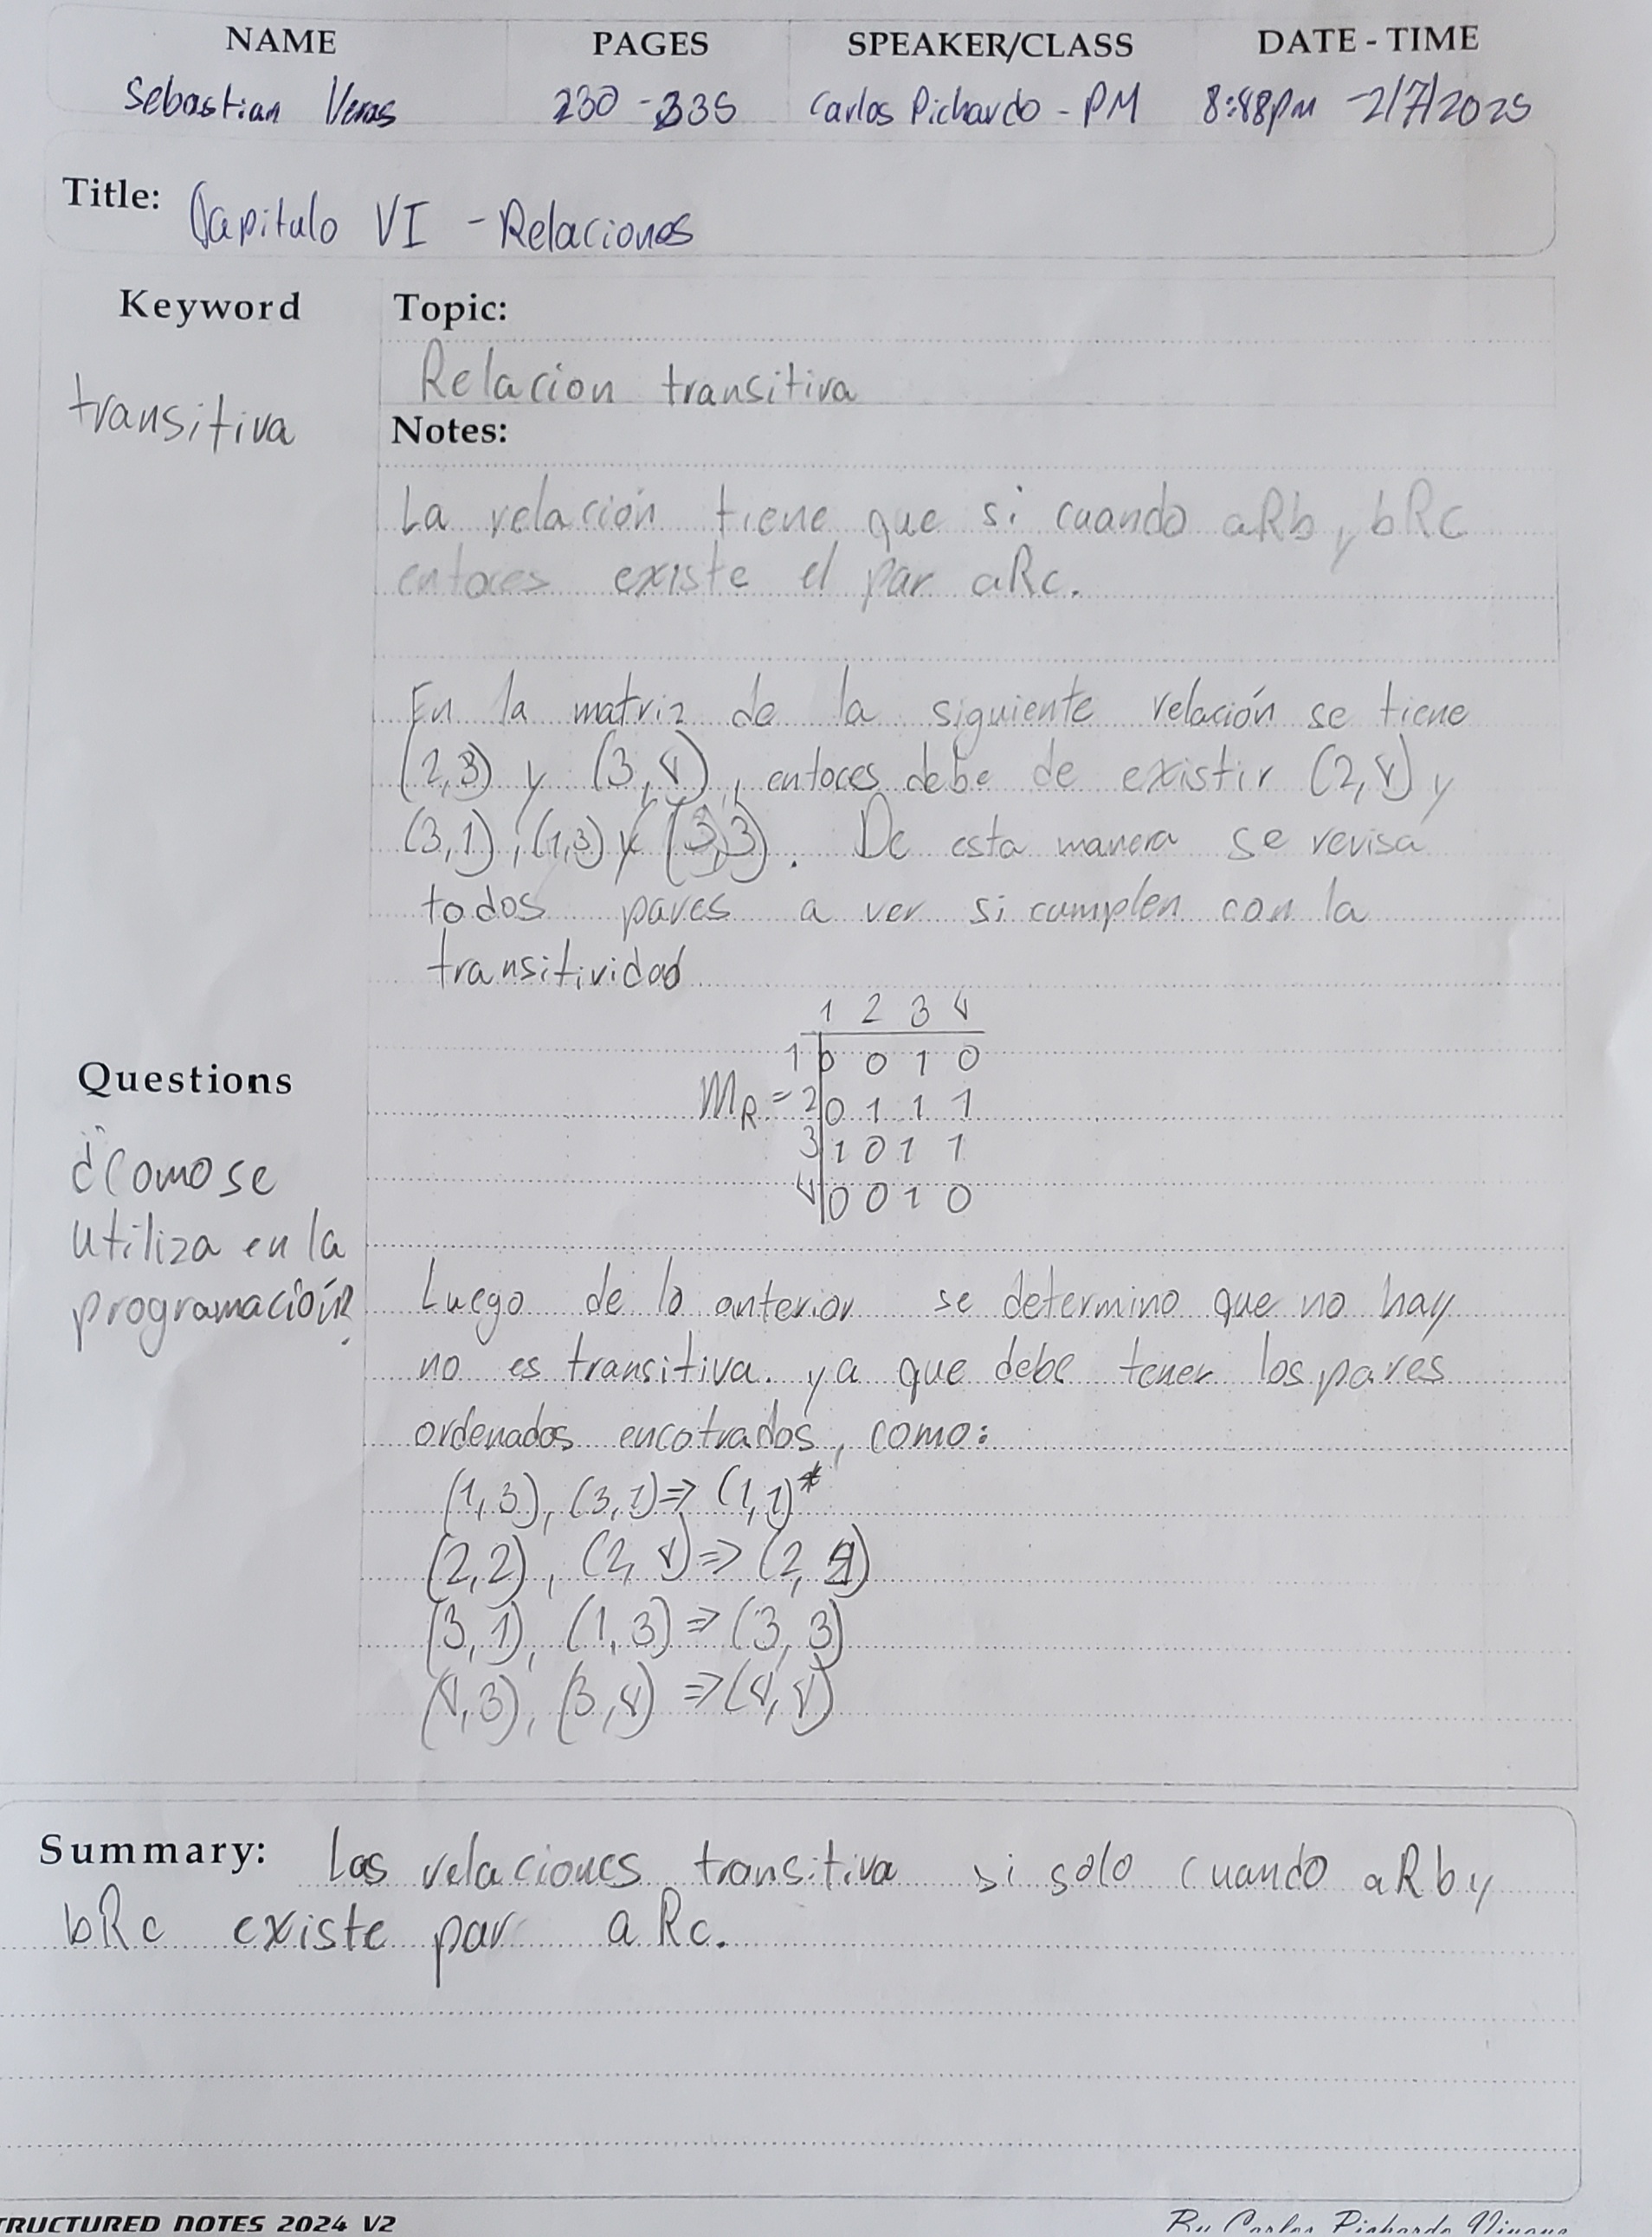 NAME PAGES SPEAKER/CLASS DATE - TIME
Sebastian Veras 230 - 335 Carlos Pichardo - PM 8:48pm - 2/7/2025
Title: Capitulo VI - Relaciones
Keyword
transitiva
Topic:
Relacion transitiva
Notes:
La relación tiene que si cuando aRb y bRc
entoces existe el par aRc.
En la matriz de la siguiente relación se tiene
(2,3) y (3,4), entoces debe de existir (2,4) y
(3,1), (1,3) y (3,3). De esta manera se revisa
todos pares a ver si cumplen con la
transitividad
1 2 3 4
1 0 0 1 0
MR = 2 0 1 1 1
3 1 0 1 1
4 0 0 1 0
Questions
¿Como se
utiliza en la
programación?
Luego de lo anterior se determino que no hay
no es transitiva. ya que debe tener los pares
ordenados encotrados, como:
(1,3), (3,1) => (1,1)*
(2,2), (2,4) => (2,4)
(3,1), (1,3) => (3,3)
(4,3), (3,4) => (4,4)
Summary: Las relaciones transitiva si solo cuando aRb y
bRc existe par aRc.
TRUCTURED NOTES 2024 V2
By Carlos Pichardo